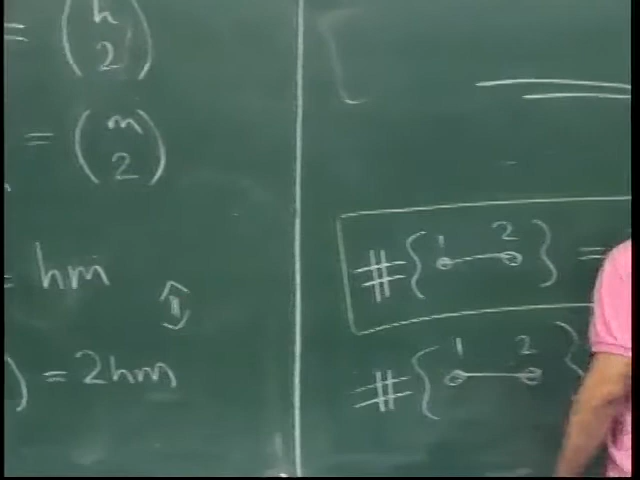 = (h 2)
= (m 2)
= hm
⇕
) = 2hm
#{ 1 2 } =
#{ 1 2 }